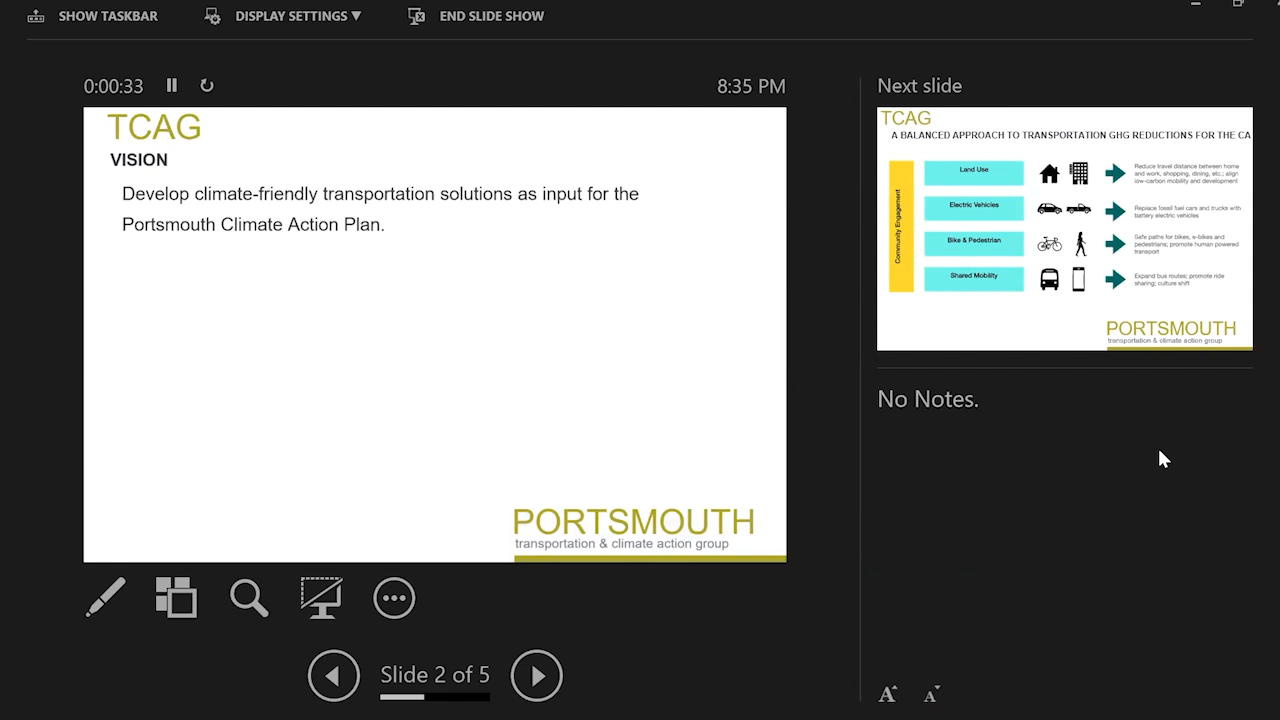 SHOW TASKBAR
DISPLAY SETTINGS ▼
END SLIDE SHOW
0:00:33
8:35 PM
TCAG
VISION
Develop climate-friendly transportation solutions as input for the
Portsmouth Climate Action Plan.
PORTSMOUTH
transportation & climate action group
Slide 2 of 5
Next slide
TCAG
A BALANCED APPROACH TO TRANSPORTATION GHG REDUCTIONS FOR THE CA
Community Engagement
Land Use
Reduce travel distance between home
and work, shopping, dining, etc.; align
low-carbon mobility and development
Electric Vehicles
Replace fossil fuel cars and trucks with
battery electric vehicles
Bike & Pedestrian
Safe paths for bikes, e-bikes and
pedestrians; promote human powered
transport
Shared Mobility
Expand bus routes; promote ride
sharing; culture shift
PORTSMOUTH
transportation & climate action group
No Notes.
A
A